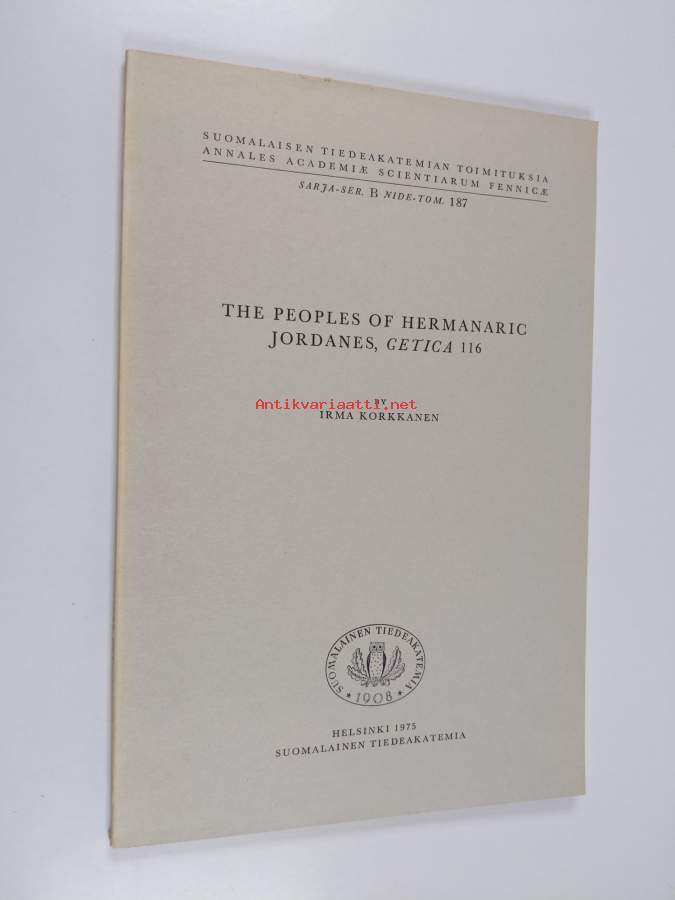 SUOMALAISEN TIEDEAKATEMIAN TOIMITUKSIA
ANNALES ACADEMIÆ SCIENTIARUM FENNICÆ
SARJA-SER. B NIDE-TOM. 187
THE PEOPLES OF HERMANARIC
JORDANES, GETICA 116
BY
Antikvariaatti.net
IRMA KORKKANEN
SUOMALAINEN TIEDEAKATEMIA
1908
HELSINKI 1975
SUOMALAINEN TIEDEAKATEMIA